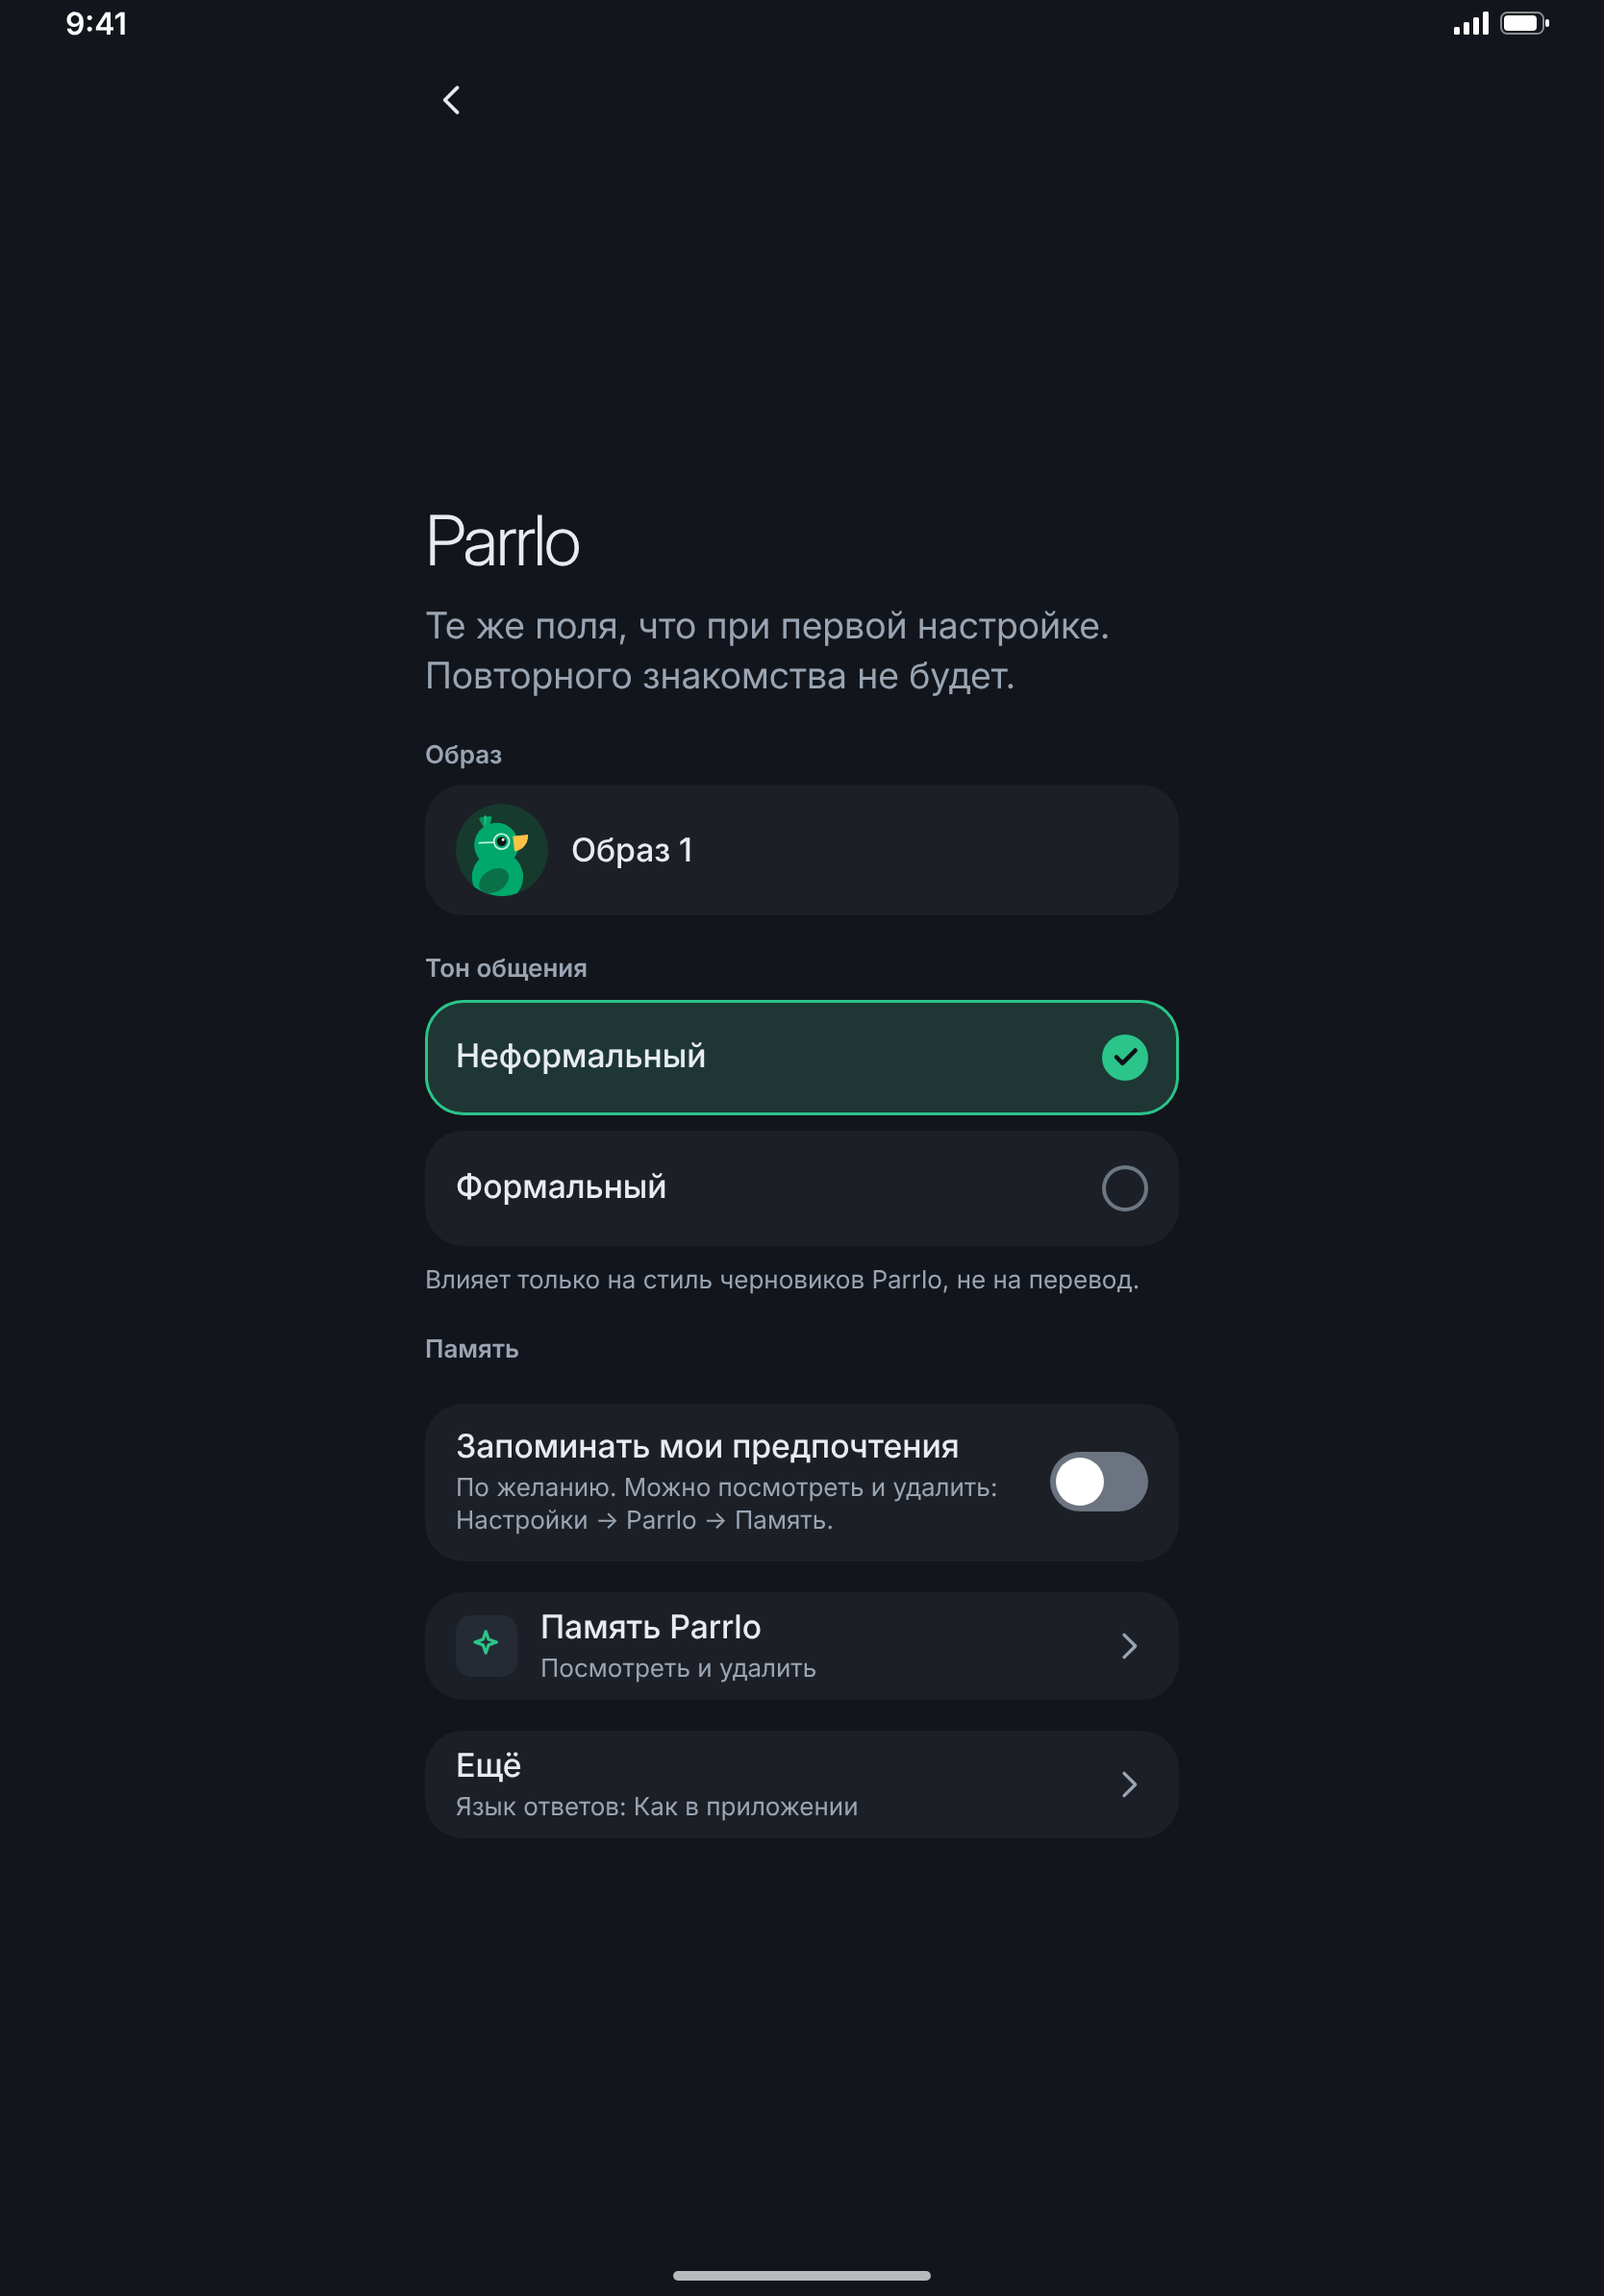 9:41
Parrlo
Те же поля, что при первой настройке.
Повторного знакомства не будет.
Образ
Образ 1
Тон общения
Неформальный
Формальный
Влияет только на стиль черновиков Parrlo, не на перевод.
Память
Запоминать мои предпочтения
По желанию. Можно посмотреть и удалить:
Настройки → Parrlo → Память.
Память Parrlo
Посмотреть и удалить
Ещё
Язык ответов: Как в приложении